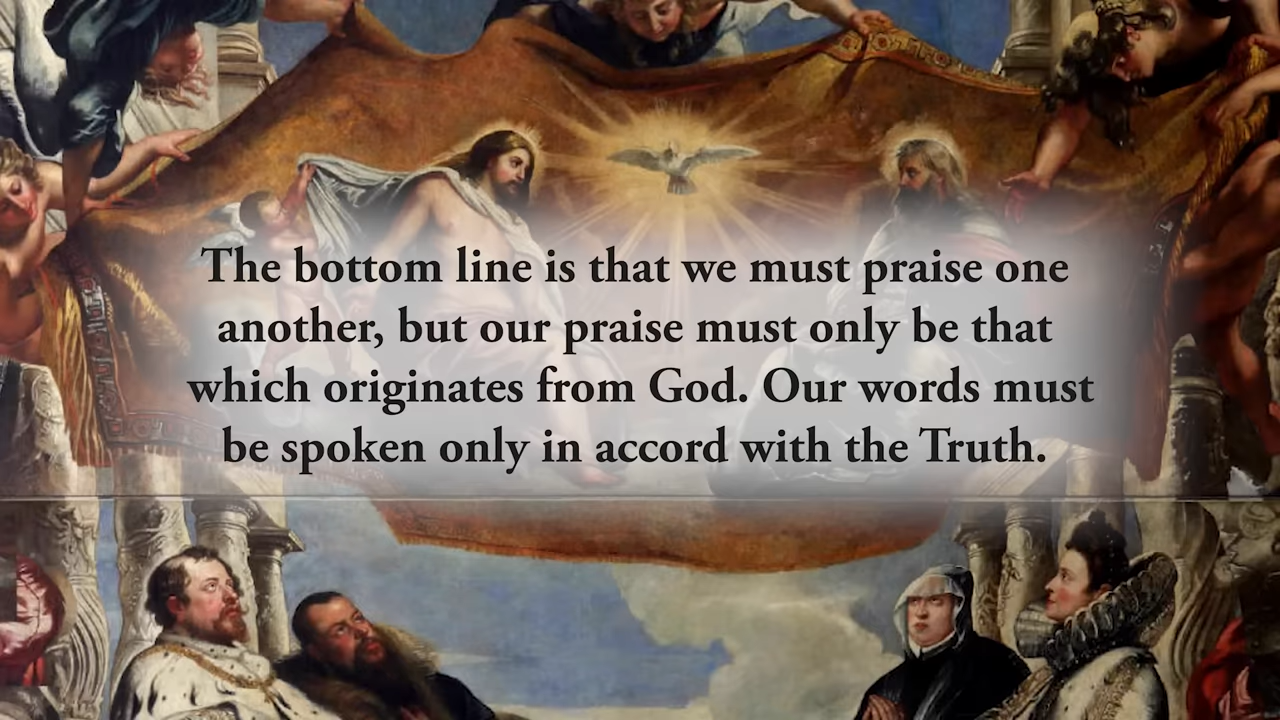 The bottom line is that we must praise one
another, but our praise must only be that
which originates from God. Our words must
be spoken only in accord with the Truth.